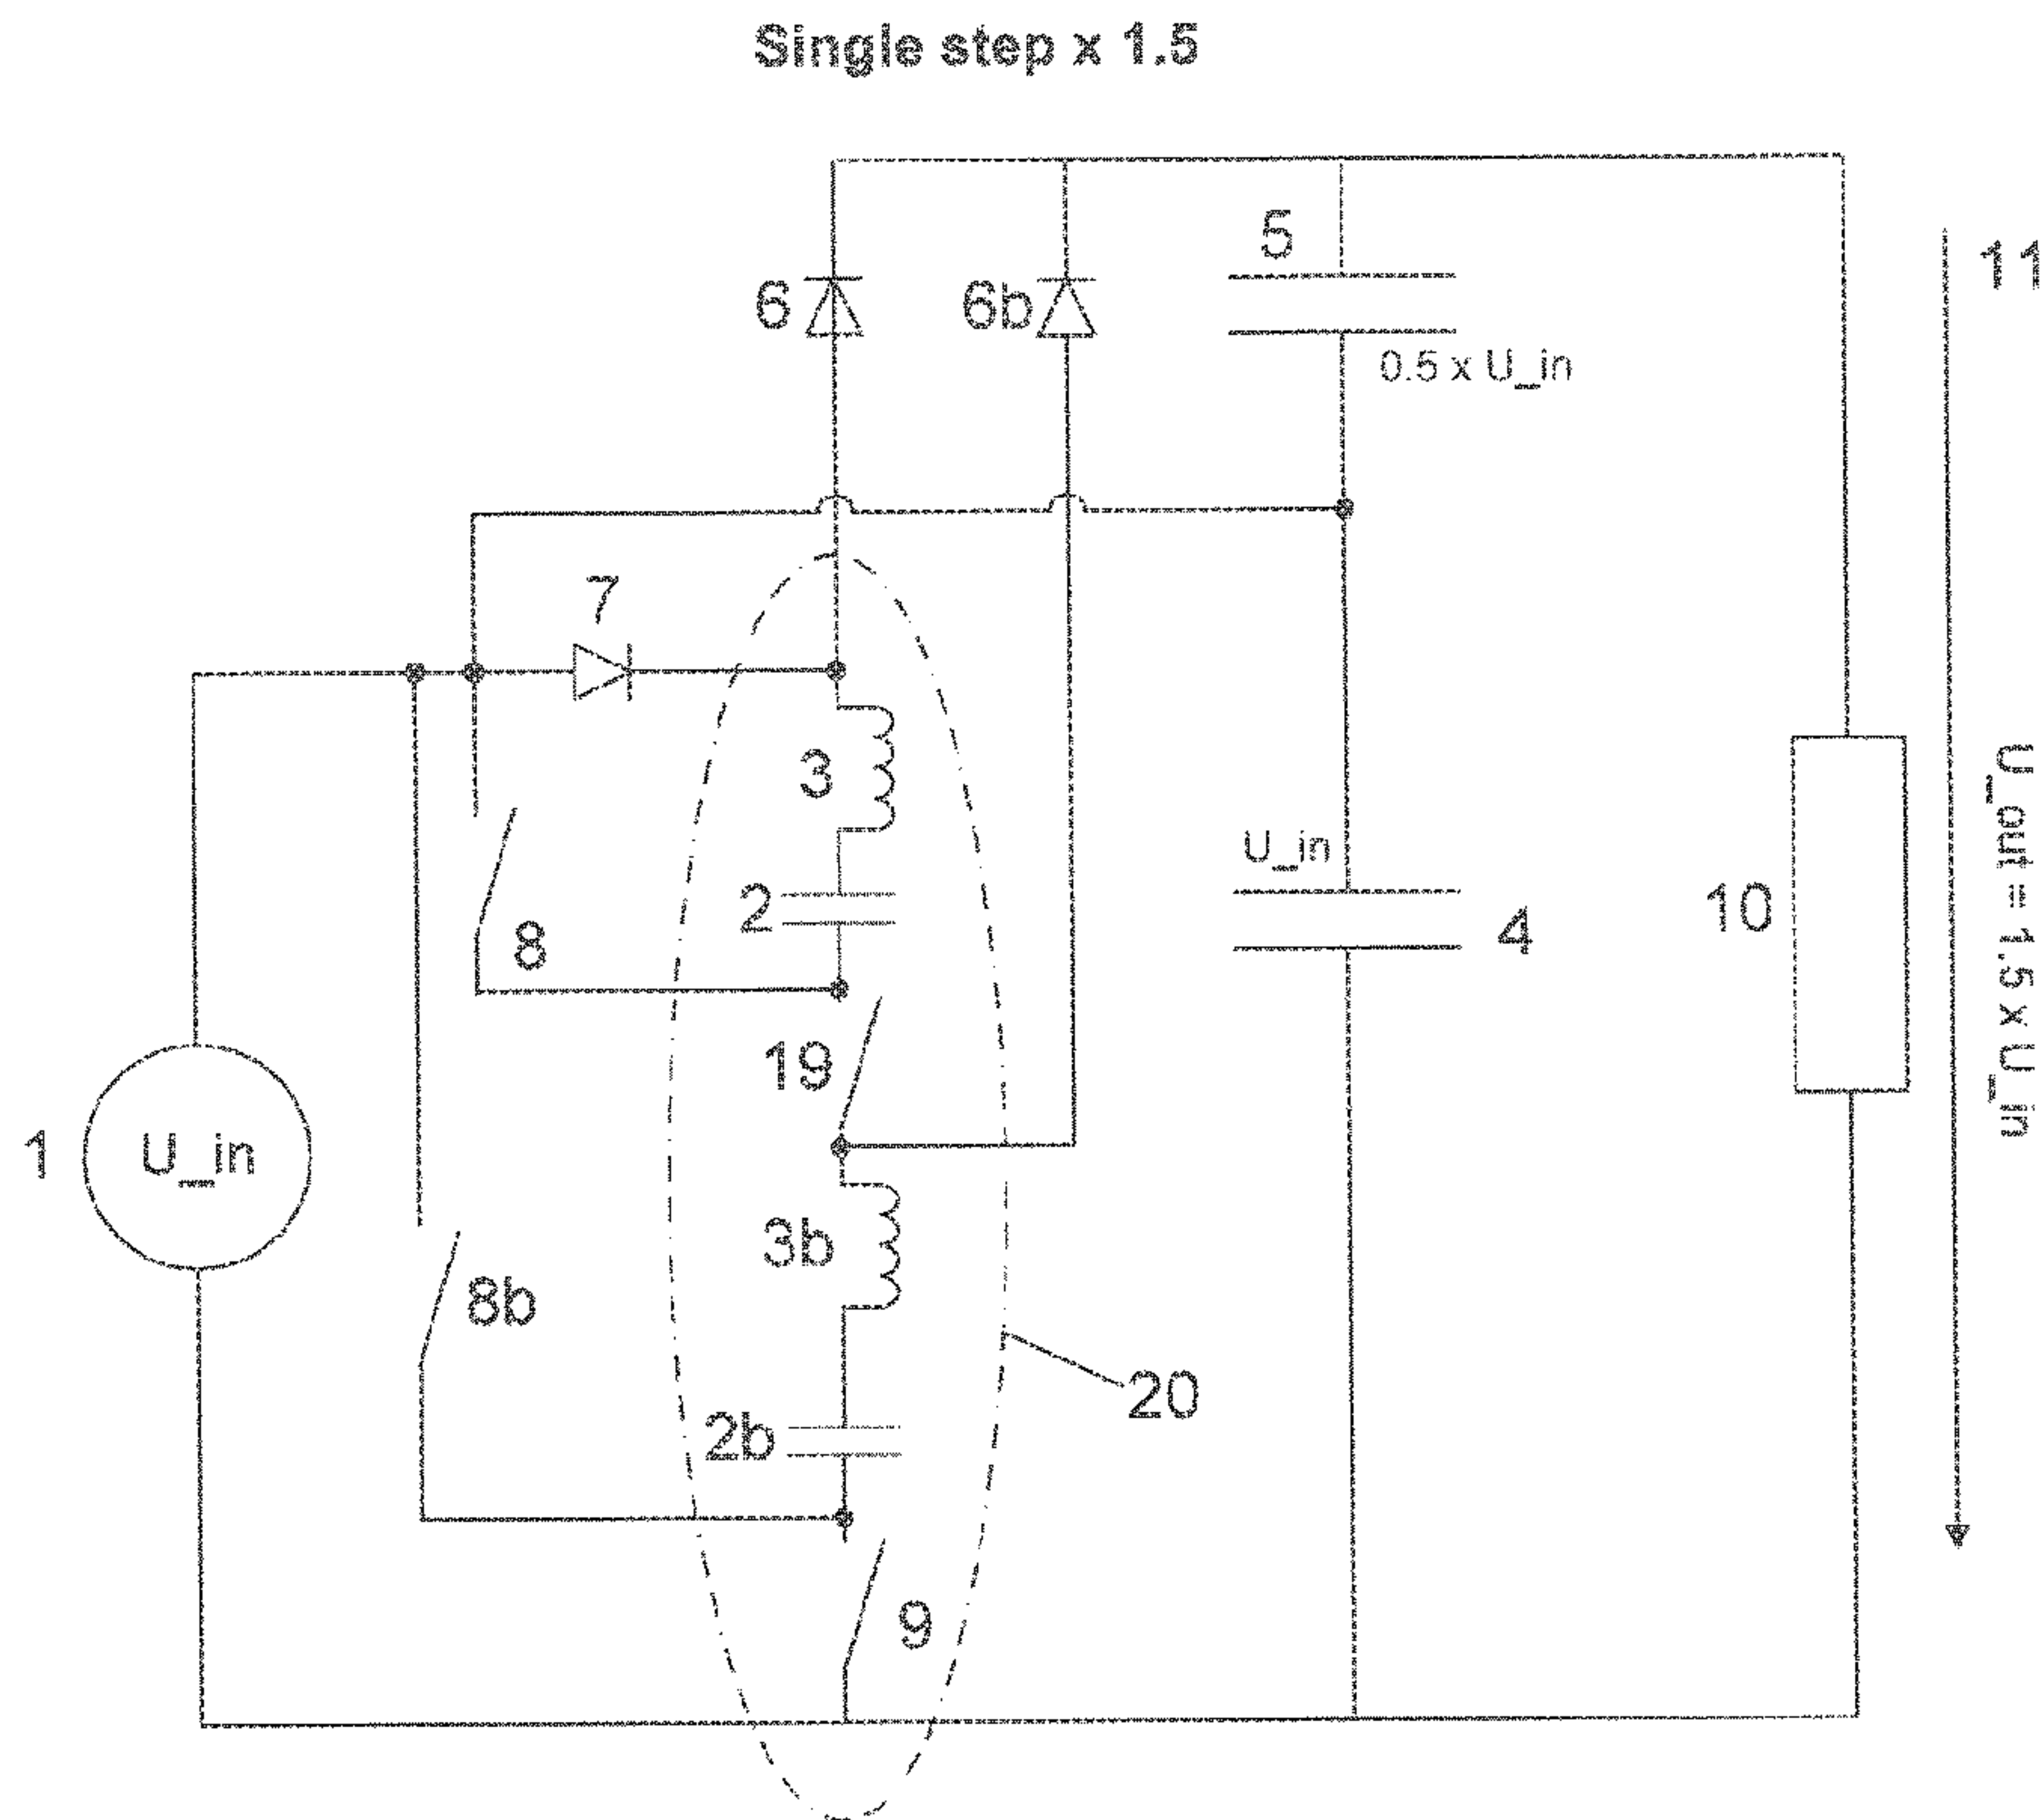 Single step x 1.5
5
11
6
6b
0.5 x U_in
7
3
U_in
U_out = 1.5 x U_in
2
8
4
10
19
1
U_in
3b
8b
20
2b
9